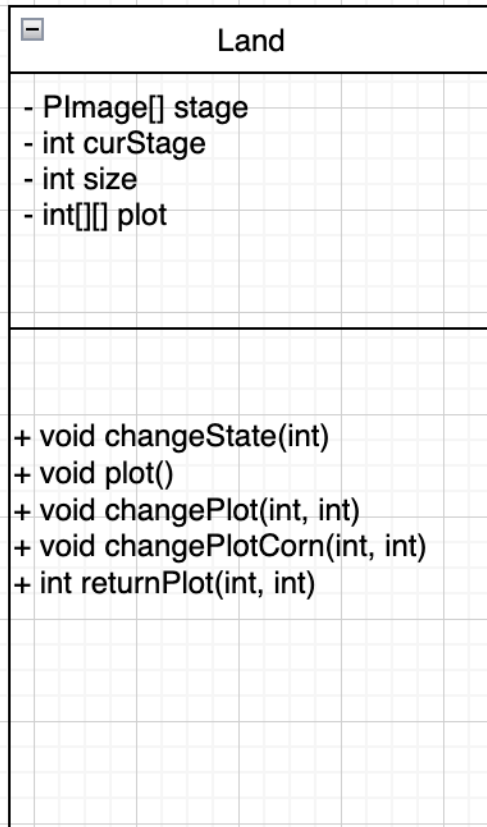 Land
- PImage[] stage
- int curStage
- int size
- int[][] plot
+ void changeState(int)
+ void plot()
+ void changePlot(int, int)
+ void changePlotCorn(int, int)
+ int returnPlot(int, int)